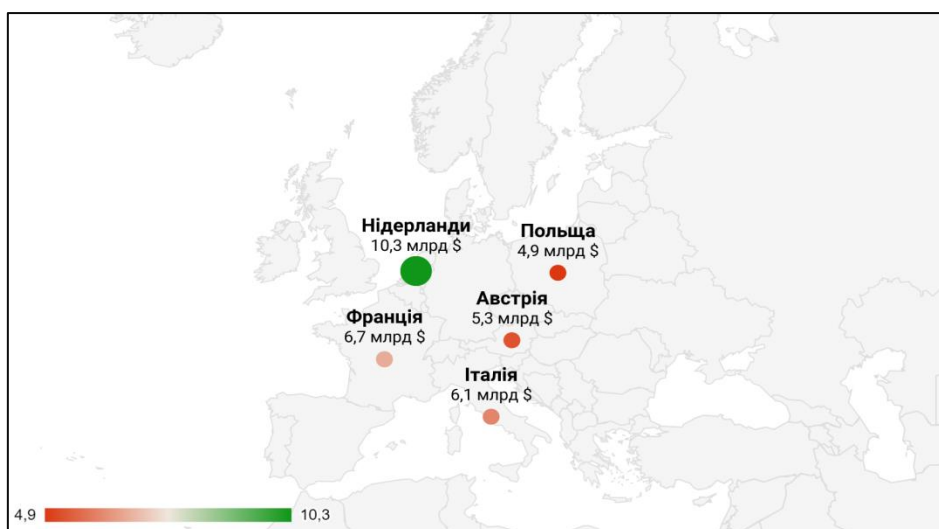 Нідерланди
10,3 млрд $
Польща
4,9 млрд $
Австрія
5,3 млрд $
Франція
6,7 млрд $
Італія
6,1 млрд $
4,9
10,3